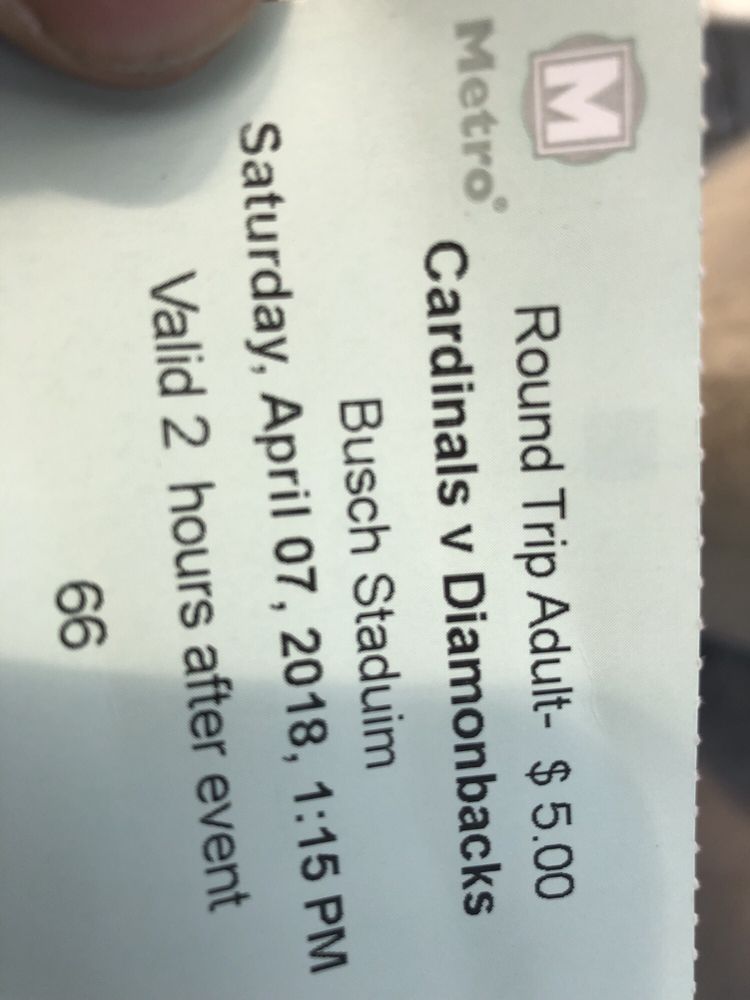 M
Metro®
Round Trip Adult- $ 5.00
Cardinals v Diamonbacks
Busch Staduim
Saturday, April 07, 2018, 1:15 PM
Valid 2 hours after event
66